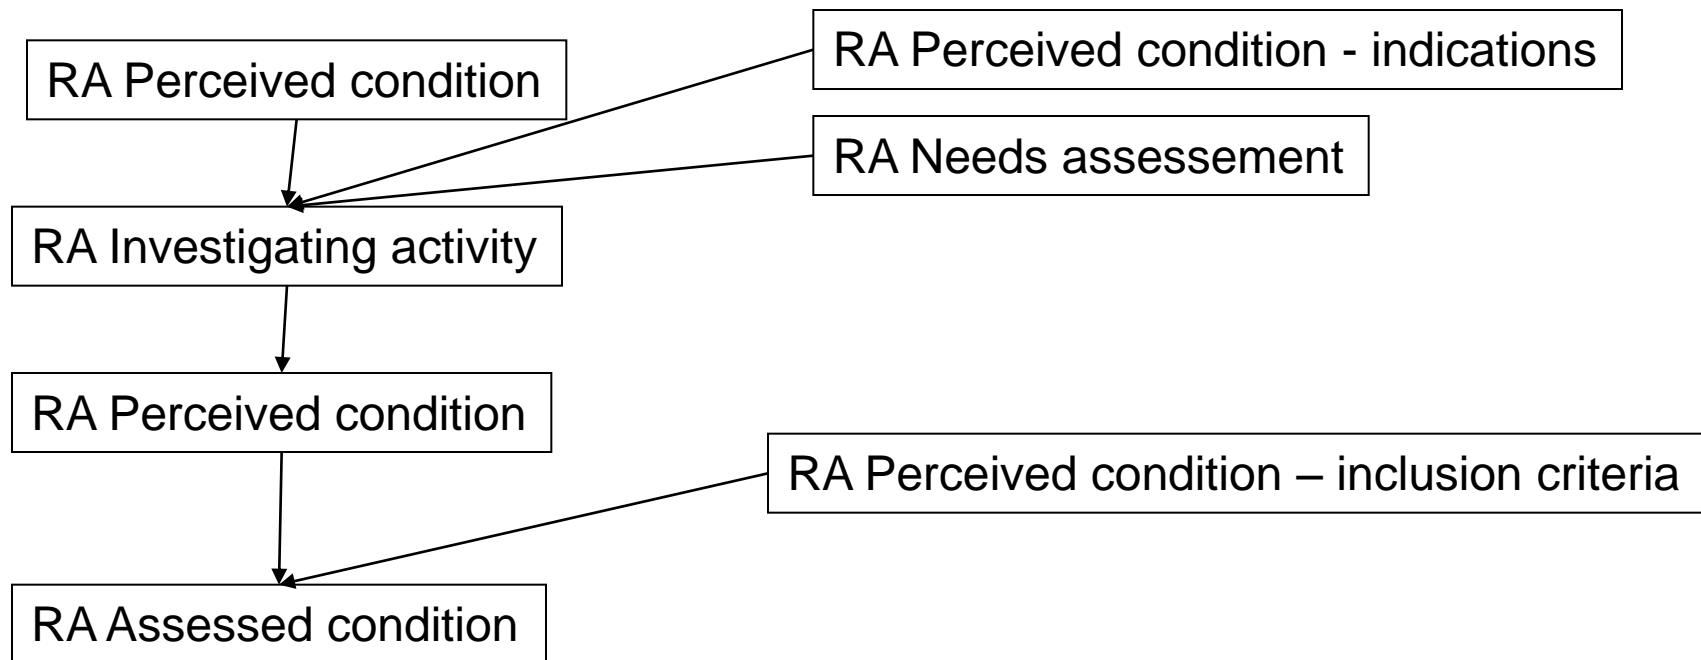 RA Perceived condition
RA Perceived condition - indications
RA Needs assessement
RA Investigating activity
RA Perceived condition
RA Perceived condition – inclusion criteria
RA Assessed condition